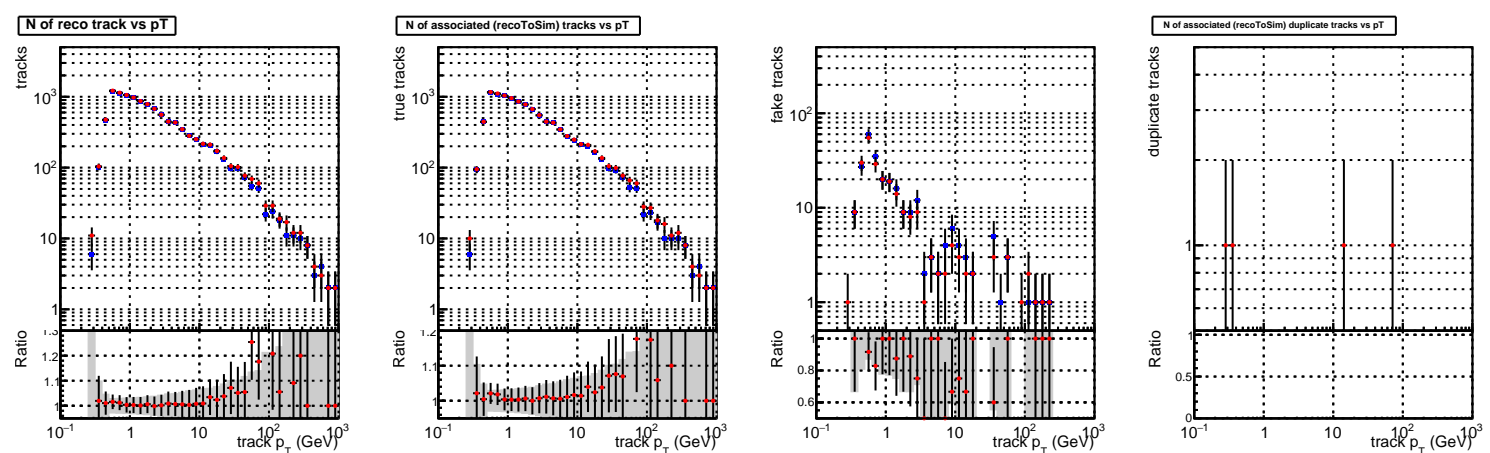 N of reco track vs pT
N of associated (recoToSim) tracks vs pT
N of associated (recoToSim) duplicate tracks vs pT
tracks
10³
10²
10
1
Ratio
1.3
1.2
1.1
1
10⁻¹ 1 10 10² 10³
track p_T (GeV)
true tracks
10³
10²
10
1
Ratio
1.2
1.1
1
10⁻¹ 1 10 10² 10³
track p_T (GeV)
fake tracks
10²
10
1
Ratio
1
0.8
0.6
10⁻¹ 1 10 10² 10³
track p_T (GeV)
duplicate tracks
1
Ratio
1
0.5
0
10⁻¹ 1 10 10² 10³
track p_T (GeV)